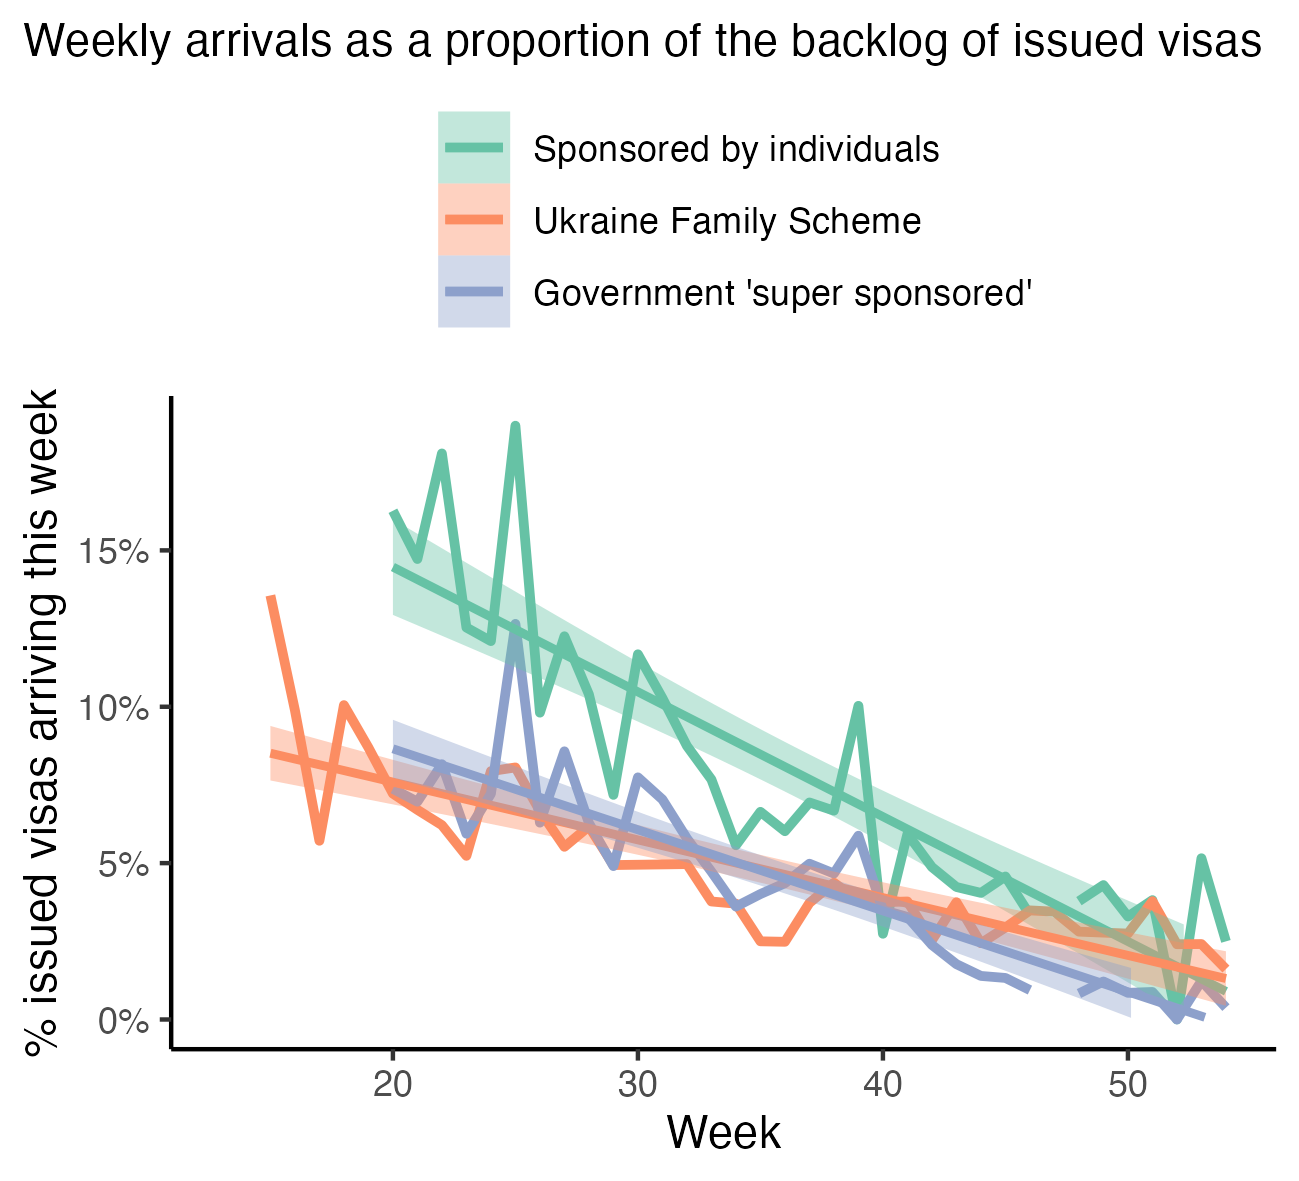 Weekly arrivals as a proportion of the backlog of issued visas
Sponsored by individuals
Ukraine Family Scheme
Government 'super sponsored'
% issued visas arriving this week
15%
10%
5%
0%
20 30 40 50
Week